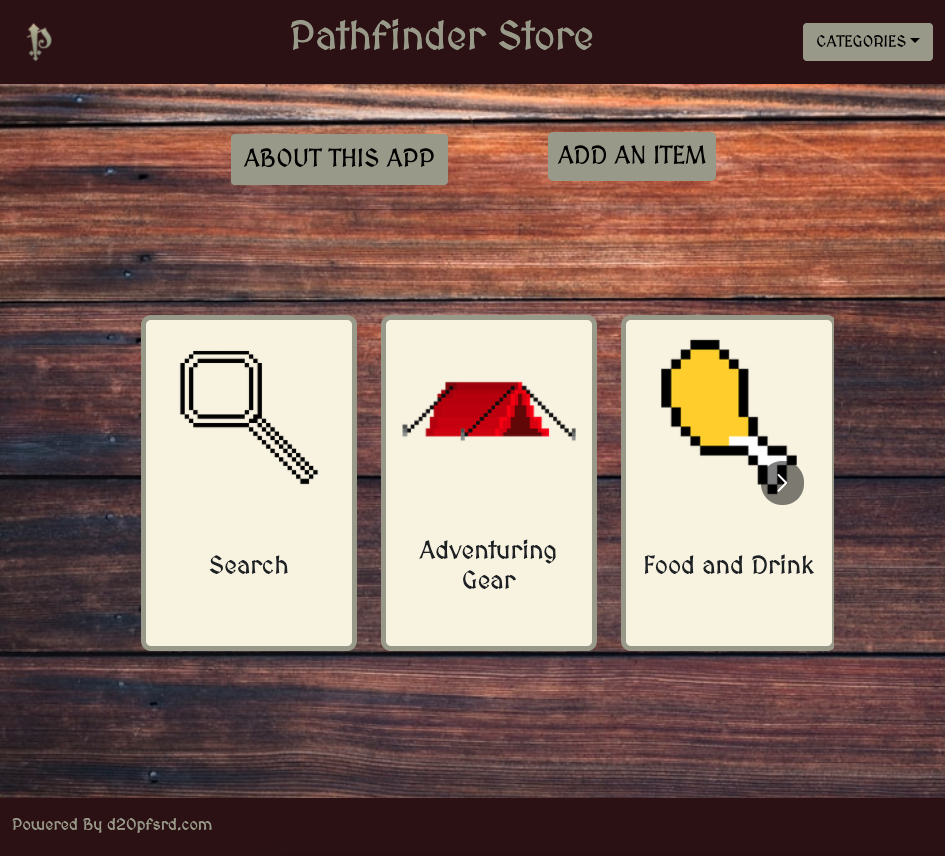 Pathfinder Store
CATEGORIES
ABOUT THIS APP
ADD AN ITEM
Search
Adventuring
Gear
Food and Drink
Powered By d20pfsrd.com